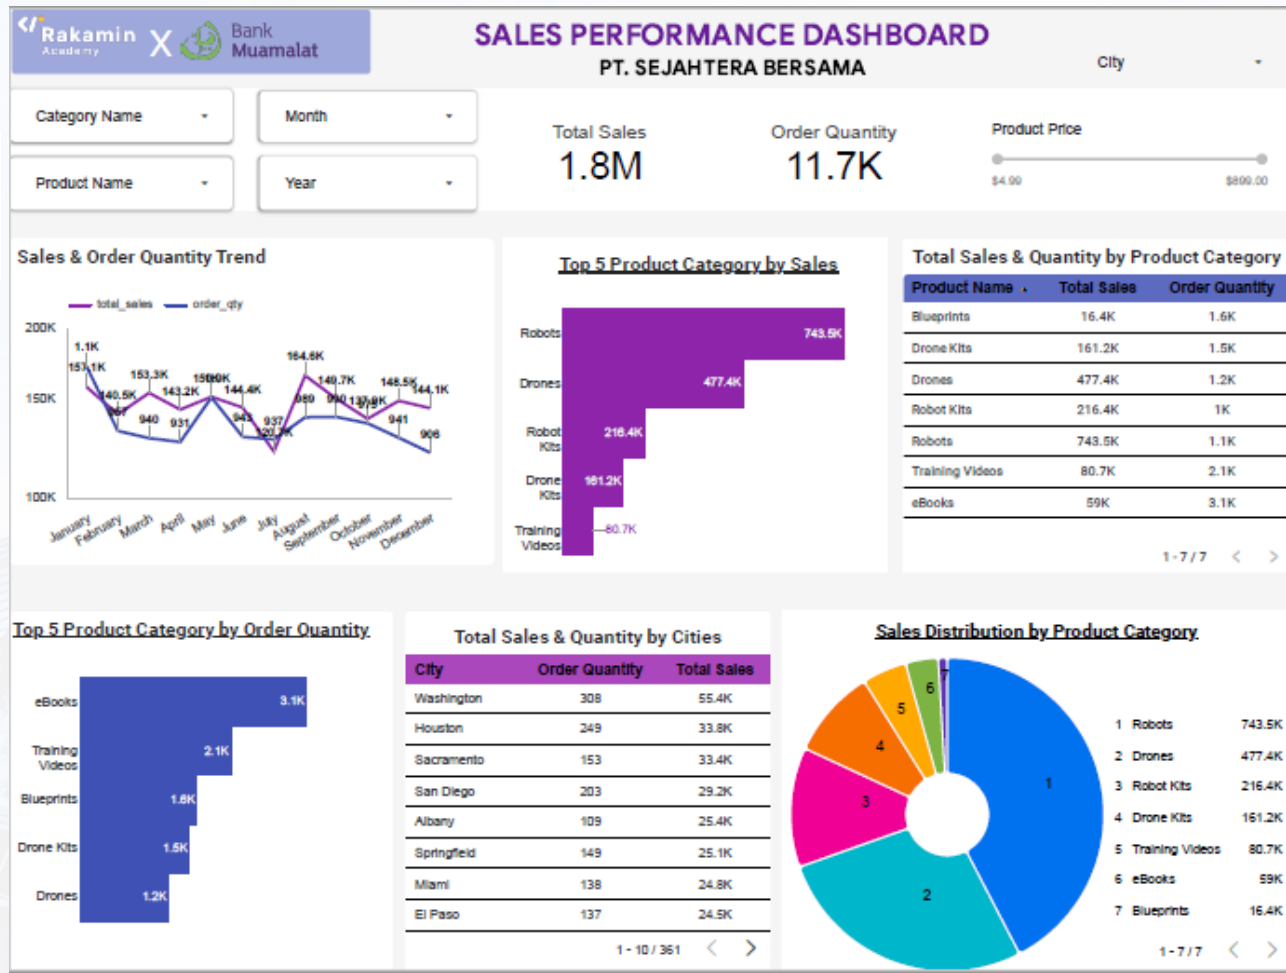 </> Rakamin
Academy
X
Bank
Muamalat
SALES PERFORMANCE DASHBOARD
PT. SEJAHTERA BERSAMA
City
Category Name
Month
Product Name
Year
Total Sales
1.8M
Order Quantity
11.7K
Product Price
$4.99
$899.00
Sales & Order Quantity Trend
total_sales
order_qty
200K
150K
100K
1.1K
157.1K
140.5K
153.3K
940
143.2K
931
144.4K
943
937
164.6K
989
149.7K
990
148.5K
941
144.1K
906
January
February
March
April
May
June
July
August
September
October
November
December
Top 5 Product Category by Sales
Robots 743.5K
Drones 477.4K
Robot
Kits
216.4K
Drone
Kits
161.2K
Training
Videos
80.7K
Total Sales & Quantity by Product Category
Product Name Total Sales Order Quantity
Blueprints 16.4K 1.6K
Drone Kits 161.2K 1.5K
Drones 477.4K 1.2K
Robot Kits 216.4K 1K
Robots 743.5K 1.1K
Training Videos 80.7K 2.1K
eBooks 59K 3.1K
1 - 7 / 7 < >
Top 5 Product Category by Order Quantity
eBooks 3.1K
Training
Videos
2.1K
Blueprints 1.6K
Drone Kits 1.5K
Drones 1.2K
Total Sales & Quantity by Cities
City Order Quantity Total Sales
Washington 308 55.4K
Houston 249 33.8K
Sacramento 153 33.4K
San Diego 203 29.2K
Albany 109 25.4K
Springfield 149 25.1K
Miami 138 24.8K
El Paso 137 24.5K
1 - 10 / 361 < >
Sales Distribution by Product Category
1
2
3
4
5
6
7
1 Robots 743.5K
2 Drones 477.4K
3 Robot Kits 216.4K
4 Drone Kits 161.2K
5 Training Videos 80.7K
6 eBooks 59K
7 Blueprints 16.4K
1 - 7 / 7 < >